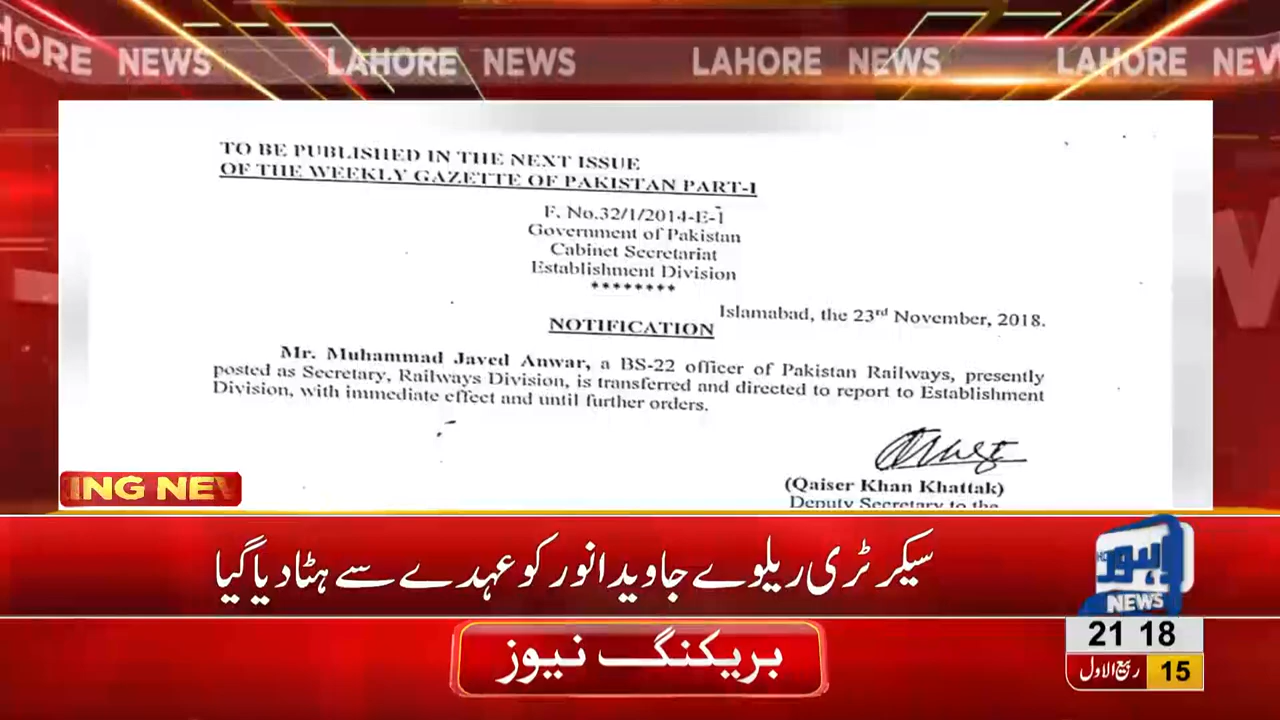 LAHORE NEWS LAHORE NEWS LAHORE NEWS LAHORE NEW
TO BE PUBLISHED IN THE NEXT ISSUE
OF THE WEEKLY GAZETTE OF PAKISTAN PART-I
F. No.32/1/2014-E-1
Government of Pakistan
Cabinet Secretariat
Establishment Division
********
Islamabad, the 23rd November, 2018.
NOTIFICATION
Mr. Muhammad Javed Anwar, a BS-22 officer of Pakistan Railways, presently
posted as Secretary, Railways Division, is transferred and directed to report to Establishment
Division, with immediate effect and until further orders.
(Qaiser Khan Khattak)
Deputy Secretary to the
ING NEW
سیکرٹری ریلوے جاوید انور کو عہدے سے ہٹا دیا گیا
لاہور
NEWS
بریکنگ نیوز
21 18
ربیع الاول 15